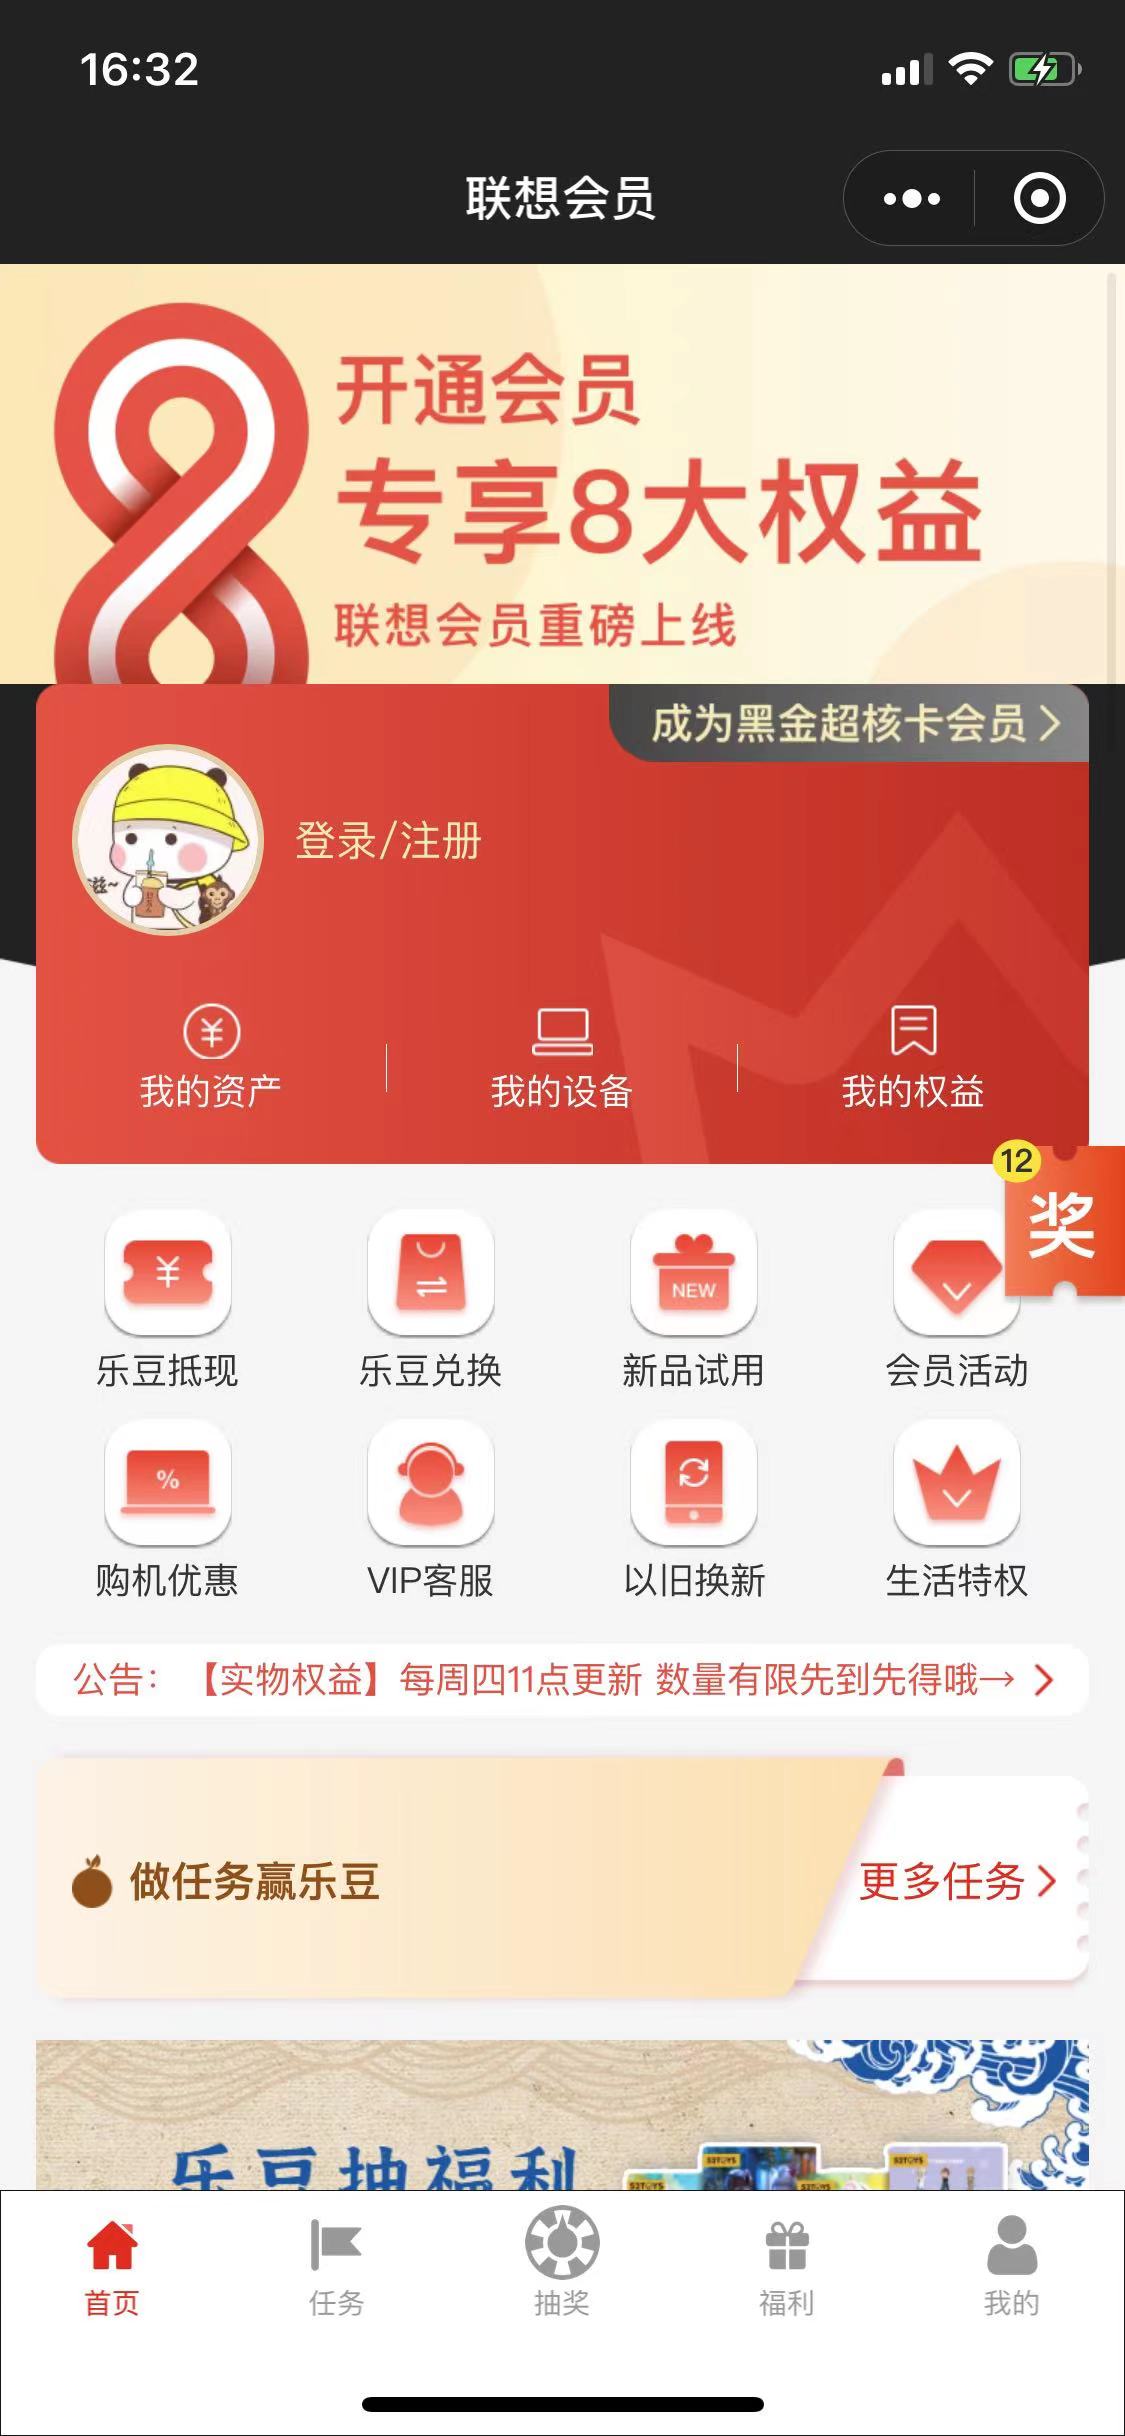 16:32
联想会员
开通会员
专享8大权益
联想会员重磅上线
成为黑金超核卡会员
登录/注册
滋~
¥
我的资产
我的设备
我的权益
12
奖
¥
NEW
乐豆抵现
乐豆兑换
新品试用
会员活动
%
购机优惠
VIP客服
以旧换新
生活特权
公告：【实物权益】每周四11点更新 数量有限先到先得哦→
做任务赢乐豆
更多任务
乐豆抽福利
52TOYS
52TOYS
52TOYS
52TOYS
首页
任务
抽奖
福利
我的